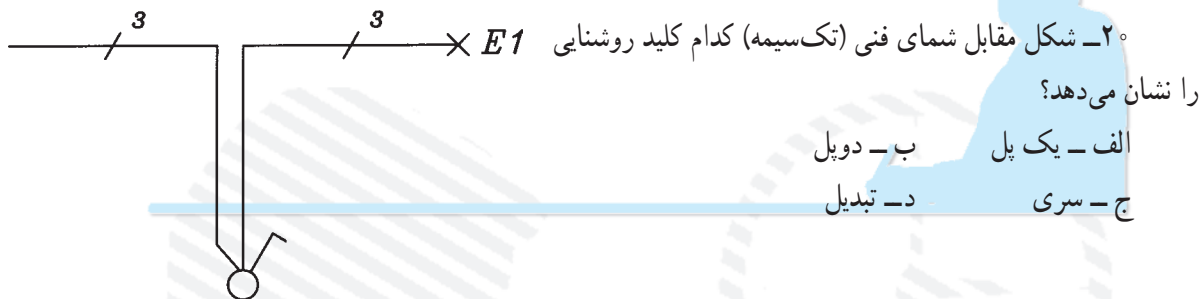 ۲۰ــ شکل مقابل شمای فنی (تک‌سیمه) کدام کلید روشنایی
را نشان می‌دهد؟
الف ــ یک پل ب ــ دوپل
ج ــ سری د ــ تبدیل
3 3
E1